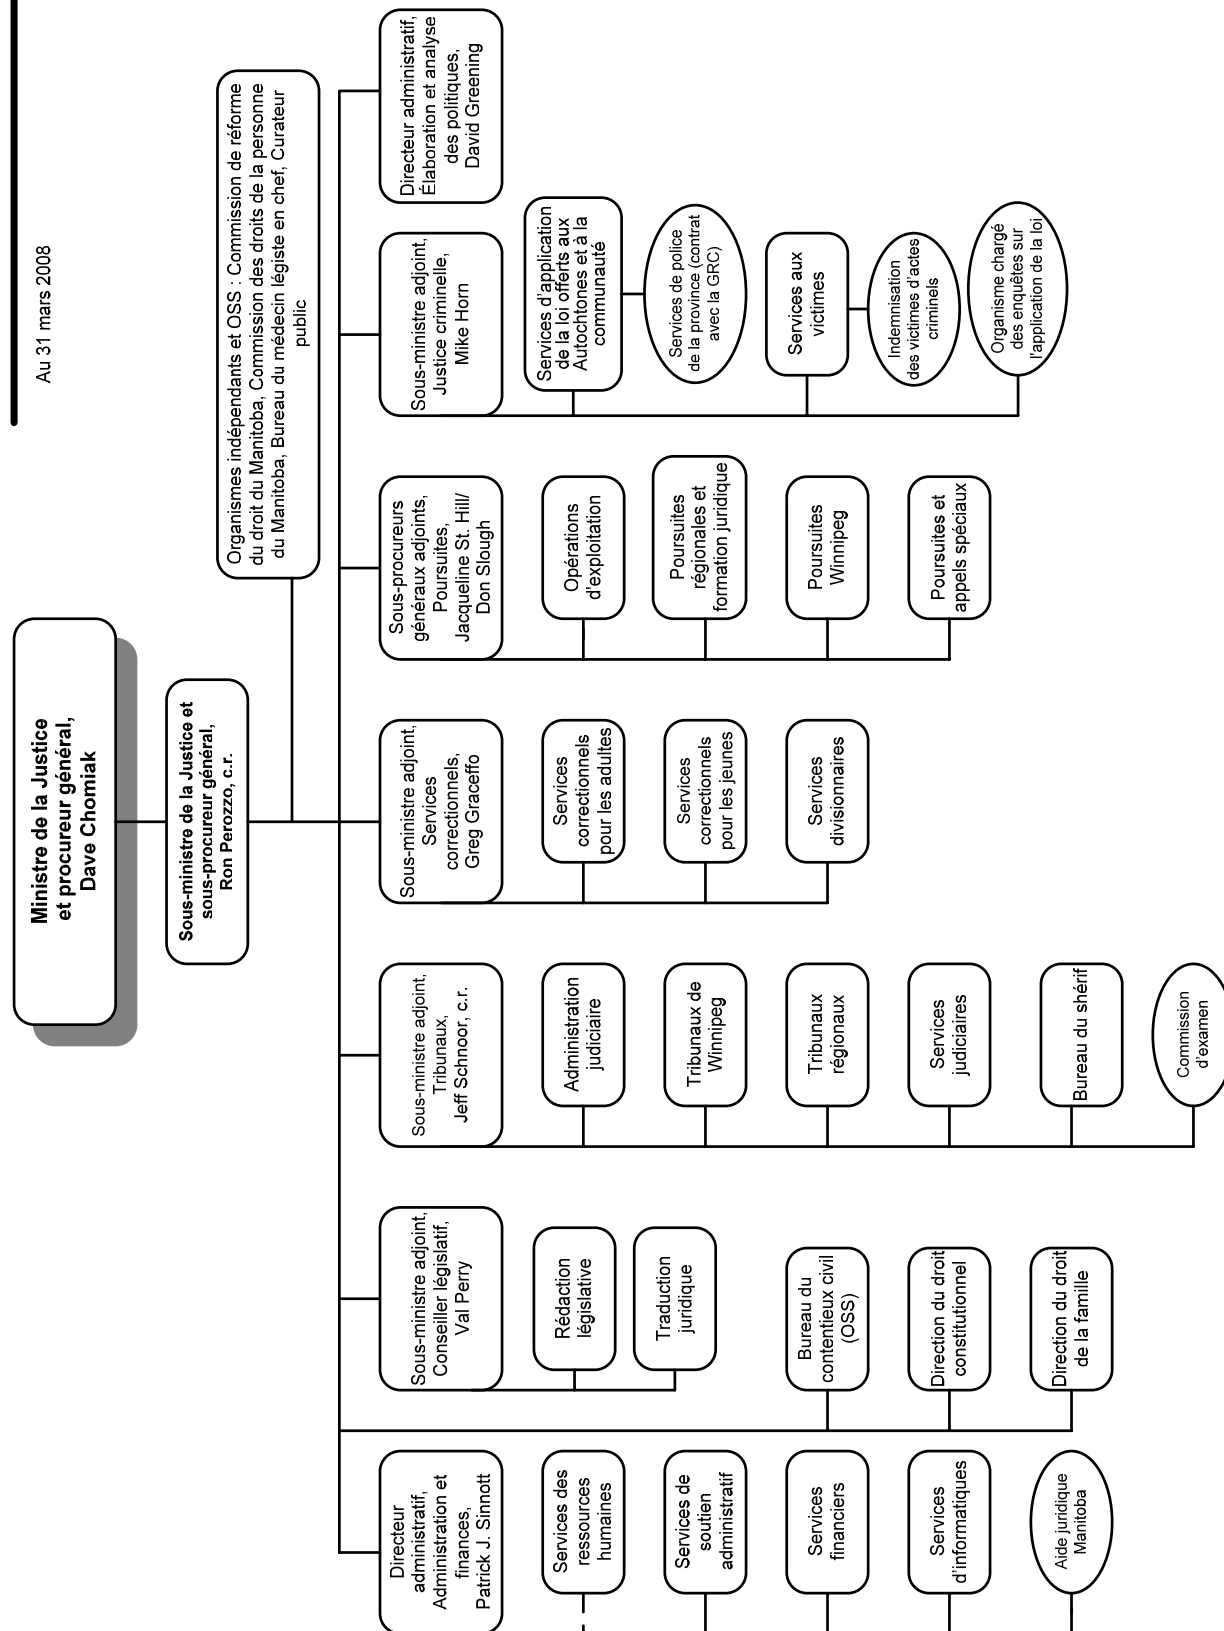 Au 31 mars 2008
Ministre de la Justice
et procureur général,
Dave Chomiak
Sous-ministre de la Justice et
sous-procureur général,
Ron Perozzo, c.r.
Organismes indépendants et OSS : Commission de réforme
du droit du Manitoba, Commission des droits de la personne
du Manitoba, Bureau du médecin légiste en chef, Curateur
public
Directeur
administratif,
Administration et
finances,
Patrick J. Sinnott
Services des
ressources
humaines
Services de
soutien
administratif
Services
financiers
Services
d'informatiques
Aide juridique
Manitoba
Bureau du
contentieux civil
(OSS)
Direction du droit
constitutionnel
Direction du droit
de la famille
Sous-ministre adjoint,
Conseiller législatif,
Val Perry
Rédaction
législative
Traduction
juridique
Sous-ministre adjoint,
Tribunaux,
Jeff Schnoor, c.r.
Administration
judiciaire
Tribunaux de
Winnipeg
Tribunaux
régionaux
Services
judiciaires
Bureau du shérif
Commission
d'examen
Sous-ministre adjoint,
Services
correctionnels,
Greg Graceffo
Services
correctionnels
pour les adultes
Services
correctionnels
pour les jeunes
Services
divisionnaires
Sous-procureurs
généraux adjoints,
Poursuites,
Jacqueline St. Hill/
Don Slough
Opérations
d'exploitation
Poursuites
régionales et
formation juridique
Poursuites
Winnipeg
Poursuites et
appels spéciaux
Sous-ministre adjoint,
Justice criminelle,
Mike Horn
Services d'application
de la loi offerts aux
Autochtones et à la
communauté
Services de police
de la province (contrat
avec la GRC)
Services aux
victimes
Indemnisation
des victimes d'actes
criminels
Organisme chargé
des enquêtes sur
l'application de la loi
Directeur administratif,
Élaboration et analyse
des politiques,
David Greening